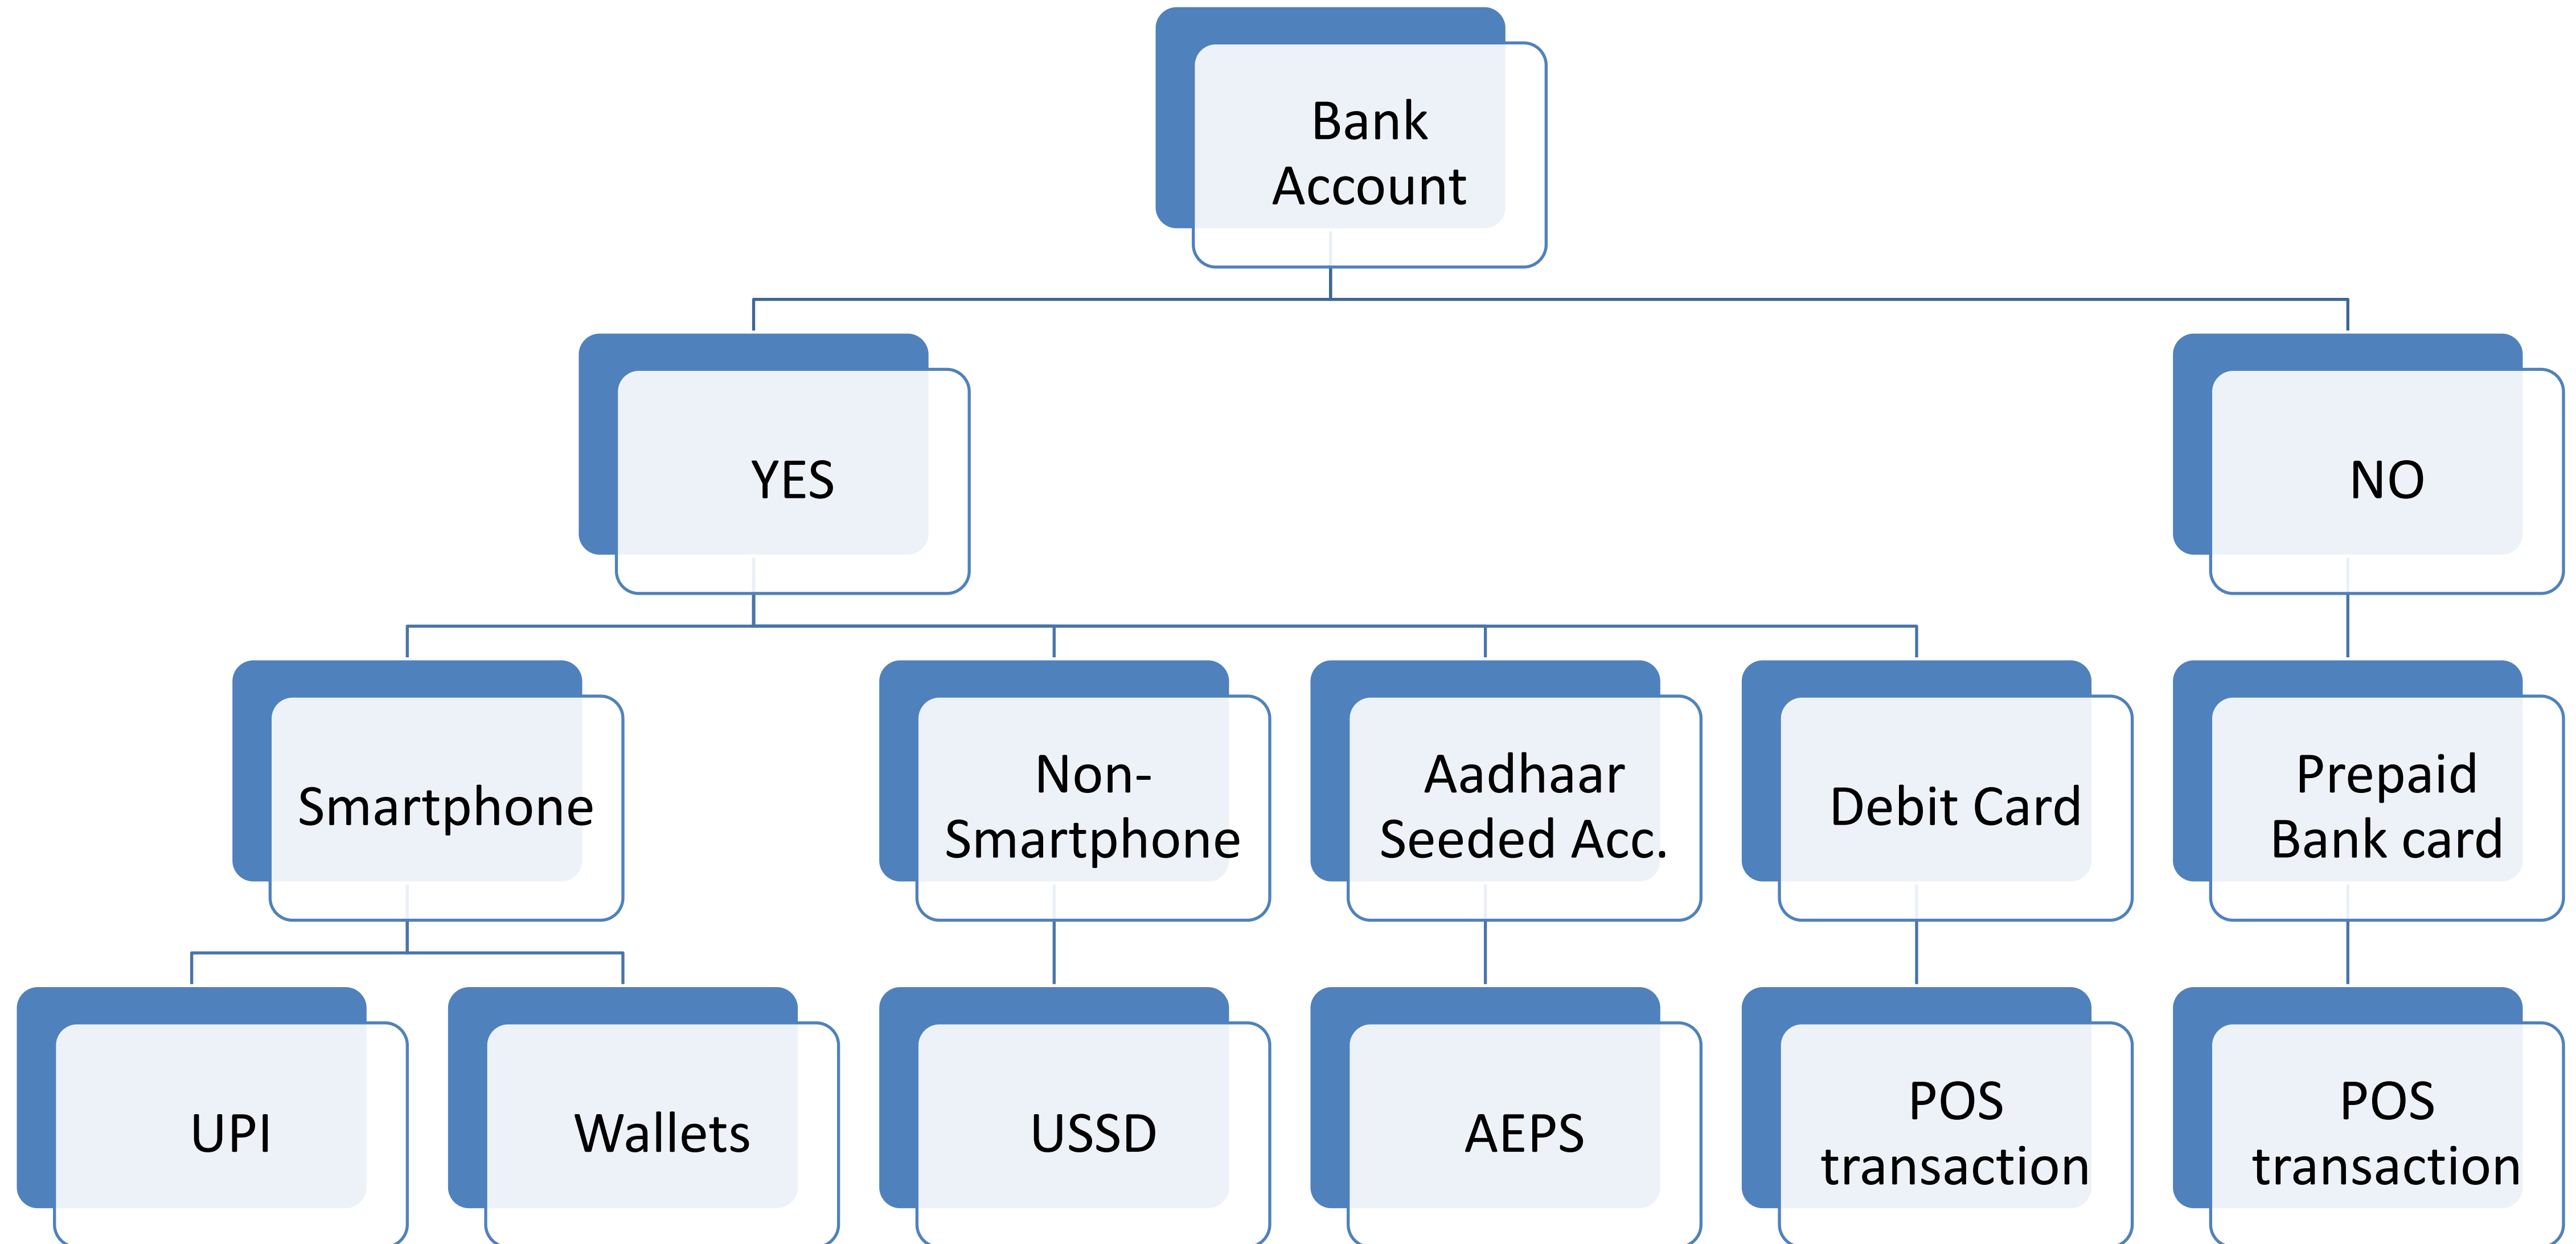 Bank
Account
YES
NO
Smartphone
Non-
Smartphone
Aadhaar
Seeded Acc.
Debit Card
Prepaid
Bank card
UPI
Wallets
USSD
AEPS
POS
transaction
POS
transaction